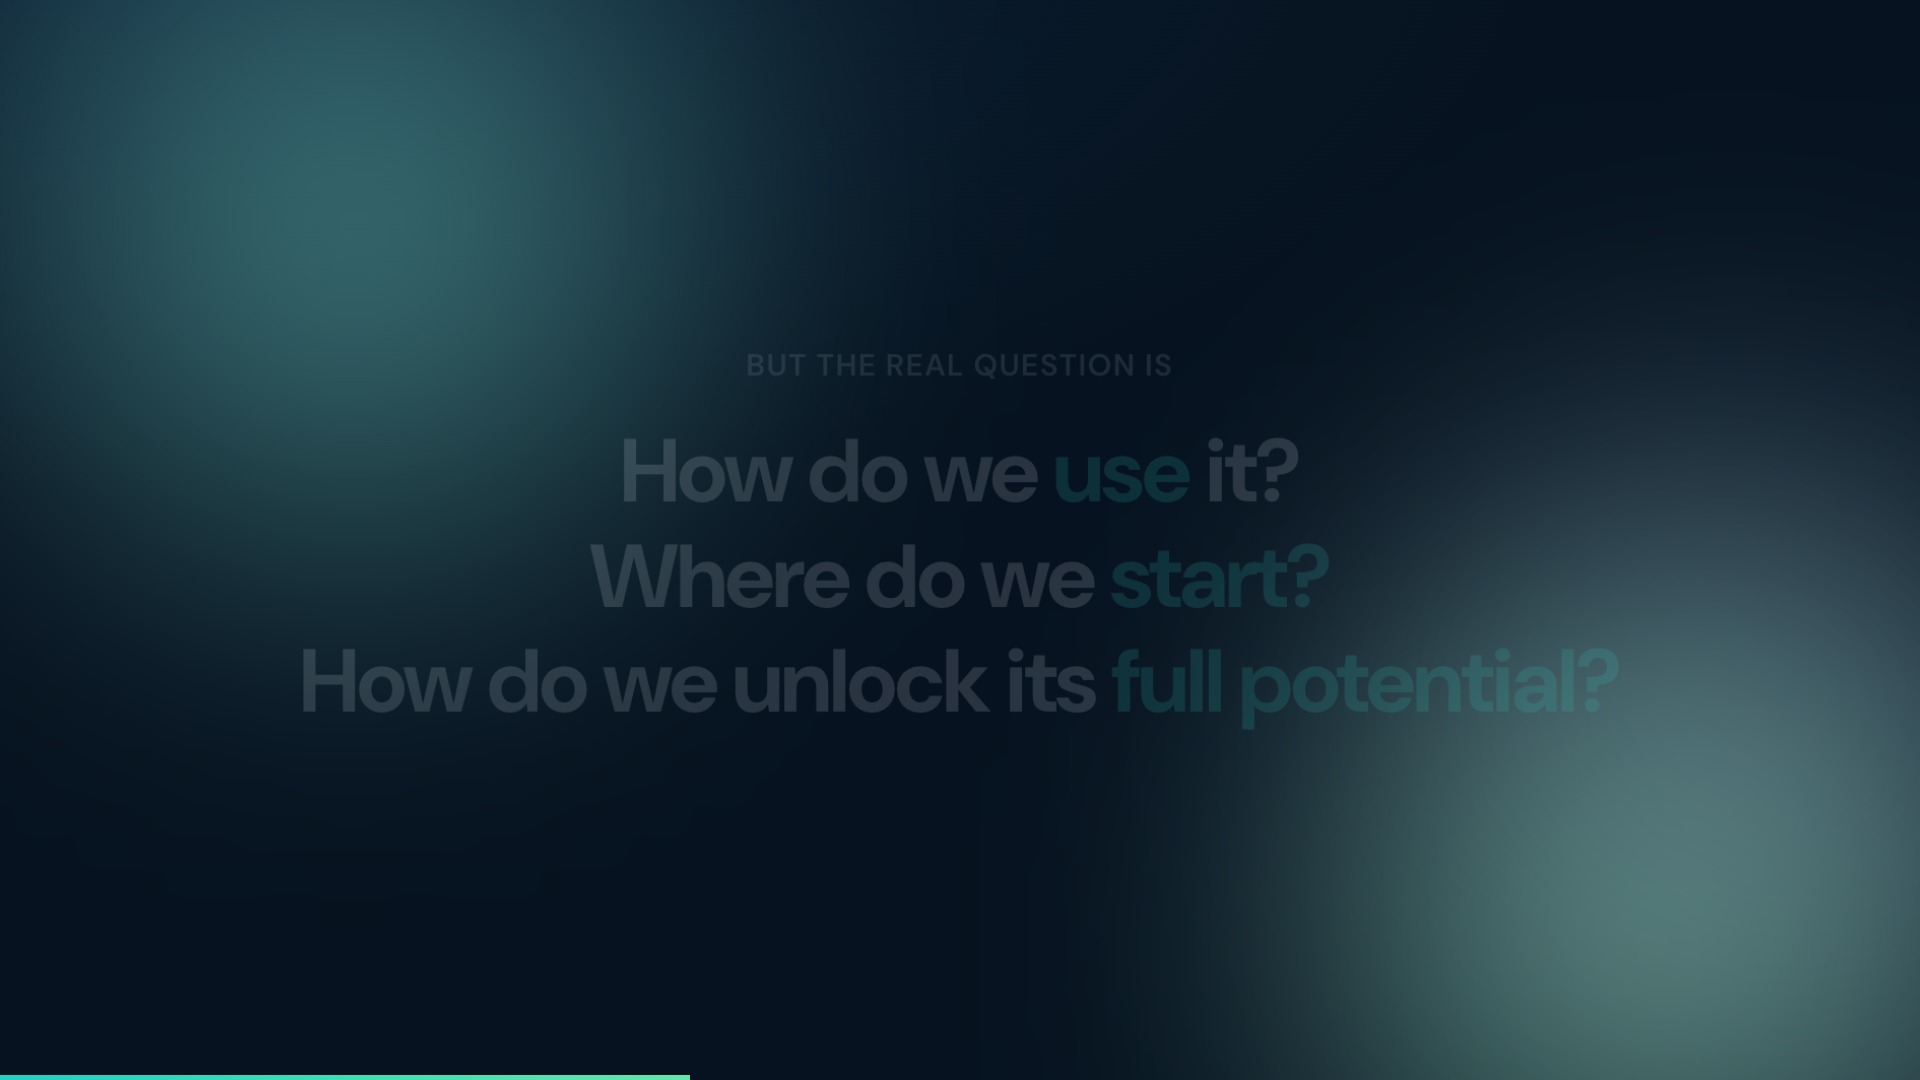 BUT THE REAL QUESTION IS
How do we use it?
Where do we start?
How do we unlock its full potential?